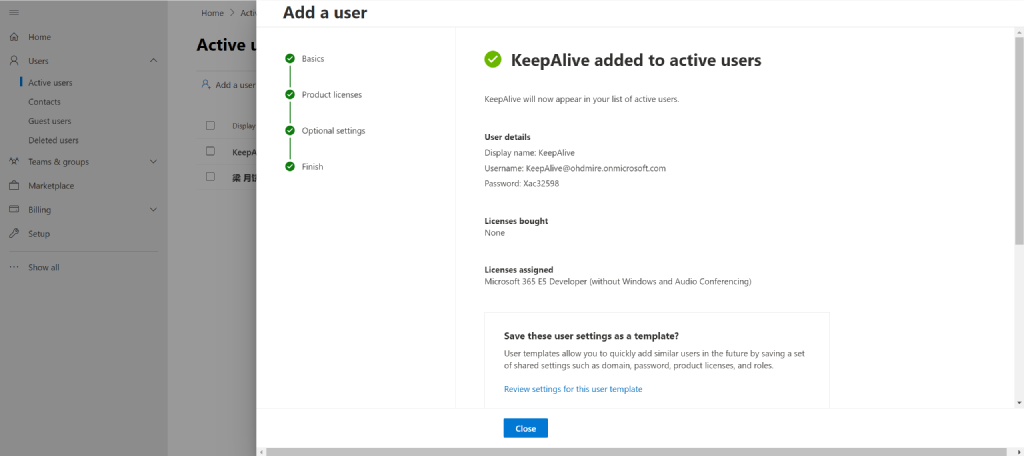 Add a user
Home > Acti
Home
Users
Active users
Contacts
Guest users
Deleted users
Teams & groups
Marketplace
Billing
Setup
Show all
Active u
Add a user
Display
KeepA
梁 月
Basics
Product licenses
Optional settings
Finish
KeepAlive added to active users
KeepAlive will now appear in your list of active users.
User details
Display name: KeepAlive
Username: KeepAlive@ohdmire.onmicrosoft.com
Password: Xac32598
Licenses bought
None
Licenses assigned
Microsoft 365 E5 Developer (without Windows and Audio Conferencing)
Save these user settings as a template?
User templates allow you to quickly add similar users in the future by saving a set
of shared settings such as domain, password, product licenses, and roles.
Review settings for this user template
Close